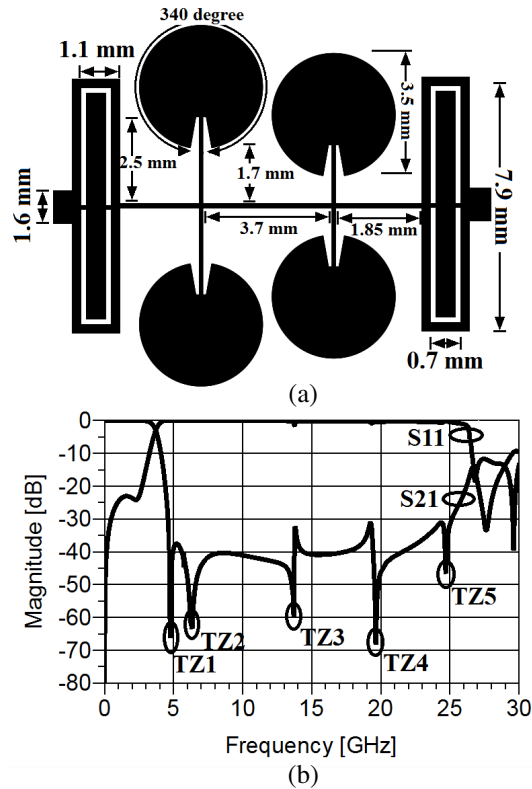 340 degree
1.1 mm
3.5 mm
2.5 mm
1.7 mm
1.6 mm
7.9 mm
3.7 mm
1.85 mm
0.7 mm
(a)
0
-10
-20
-30
-40
-50
-60
-70
-80
Magnitude [dB]
S11
S21
TZ1
TZ2
TZ3
TZ4
TZ5
0 5 10 15 20 25 30
Frequency [GHz]
(b)